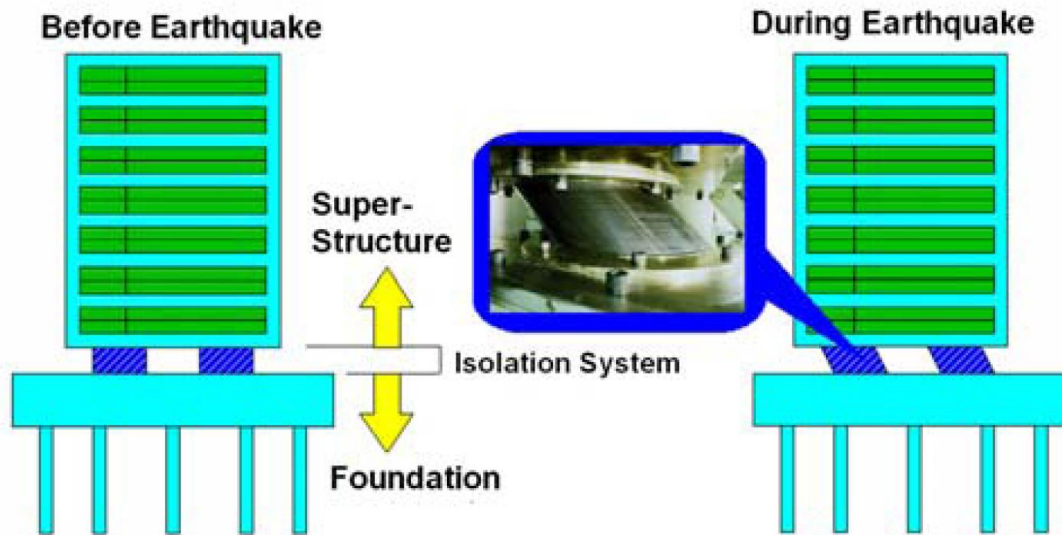 Before Earthquake
During Earthquake
Super-
Structure
Isolation System
Foundation